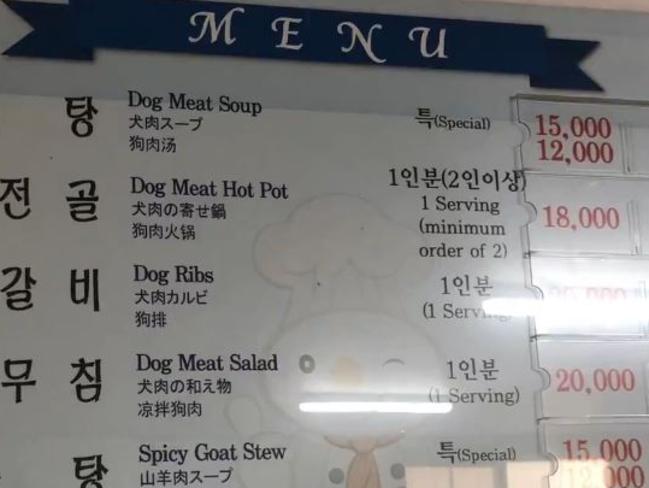 MENU
탕 Dog Meat Soup 특(Special) 15,000
犬肉スープ
狗肉汤 12,000
전골 Dog Meat Hot Pot 1인분(2인이상)
犬肉の寄せ鍋 1 Serving 18,000
狗肉火锅 (minimum
order of 2)
갈비 Dog Ribs 1인분
犬肉カルビ (1 Serving)
狗排
무침 Dog Meat Salad 1인분 20,000
犬肉の和え物 (1 Serving)
凉拌狗肉
탕 Spicy Goat Stew 특(Special) 15,000
山羊肉スープ 12,000